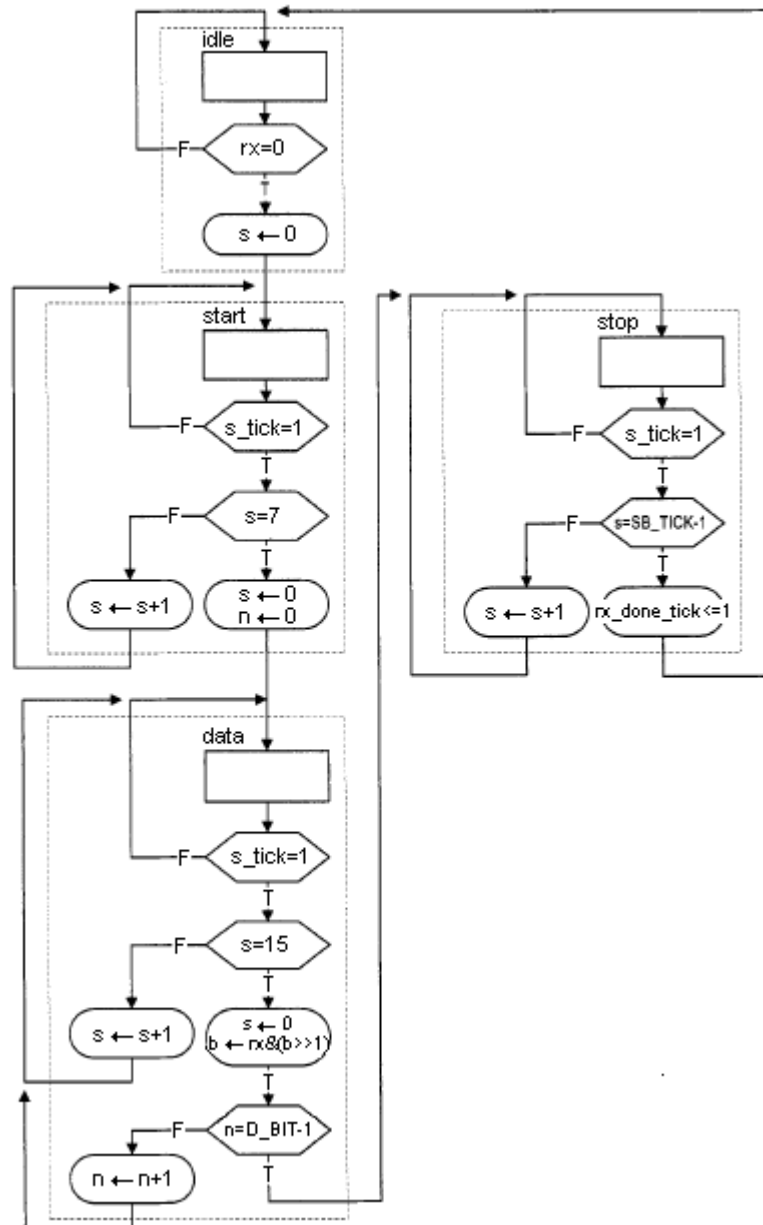 idle
rx=0
F
T
s ← 0
start
s_tick=1
F
T
s=7
F
T
s ← s+1
s ← 0
n ← 0
data
s_tick=1
F
T
s=15
F
T
s ← s+1
s ← 0
b ← rx&(b>>1)
T
n=D_BIT-1
F
T
n ← n+1
stop
s_tick=1
F
T
s=SB_TICK-1
F
T
s ← s+1
rx_done_tick<=1